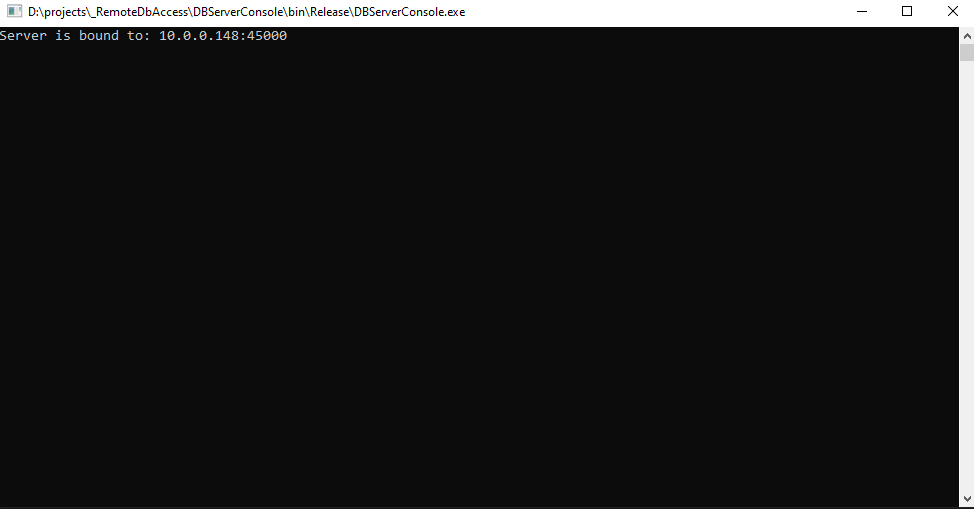 D:\projects\_RemoteDbAccess\DBServerConsole\bin\Release\DBServerConsole.exe
Server is bound to: 10.0.0.148:45000